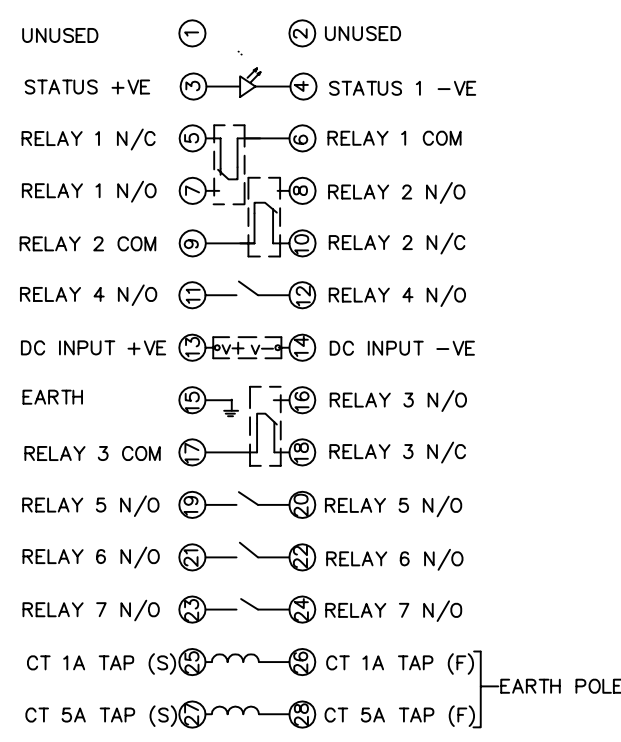 UNUSED 1 2 UNUSED
STATUS +VE 3 4 STATUS 1 −VE
RELAY 1 N/C 5 6 RELAY 1 COM
RELAY 1 N/O 7 8 RELAY 2 N/O
RELAY 2 COM 9 10 RELAY 2 N/C
RELAY 4 N/O 11 12 RELAY 4 N/O
DC INPUT +VE 13 V+ V− 14 DC INPUT −VE
EARTH 15 16 RELAY 3 N/O
RELAY 3 COM 17 18 RELAY 3 N/C
RELAY 5 N/O 19 20 RELAY 5 N/O
RELAY 6 N/O 21 22 RELAY 6 N/O
RELAY 7 N/O 23 24 RELAY 7 N/O
CT 1A TAP (S) 25 26 CT 1A TAP (F)
EARTH POLE
CT 5A TAP (S) 27 28 CT 5A TAP (F)